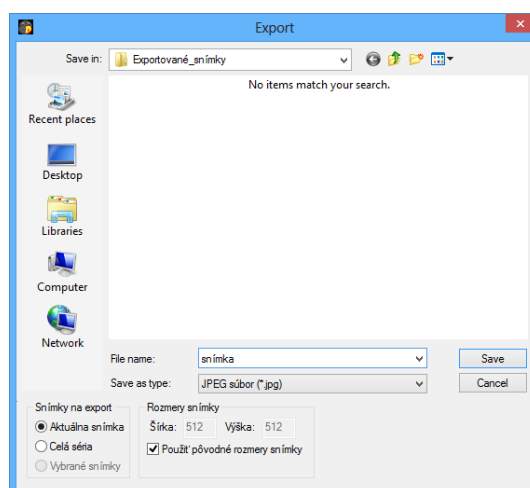 Export
Save in: Exportované_snímky
No items match your search.
Recent places
Desktop
Libraries
Computer
Network
File name: snímka Save
Save as type: JPEG súbor (*.jpg) Cancel
Snímky na export
Aktuálna snímka
Celá séria
Vybrané snímky
Rozmery snímky
Šírka: 512 Výška: 512
Použiť pôvodné rozmery snímky